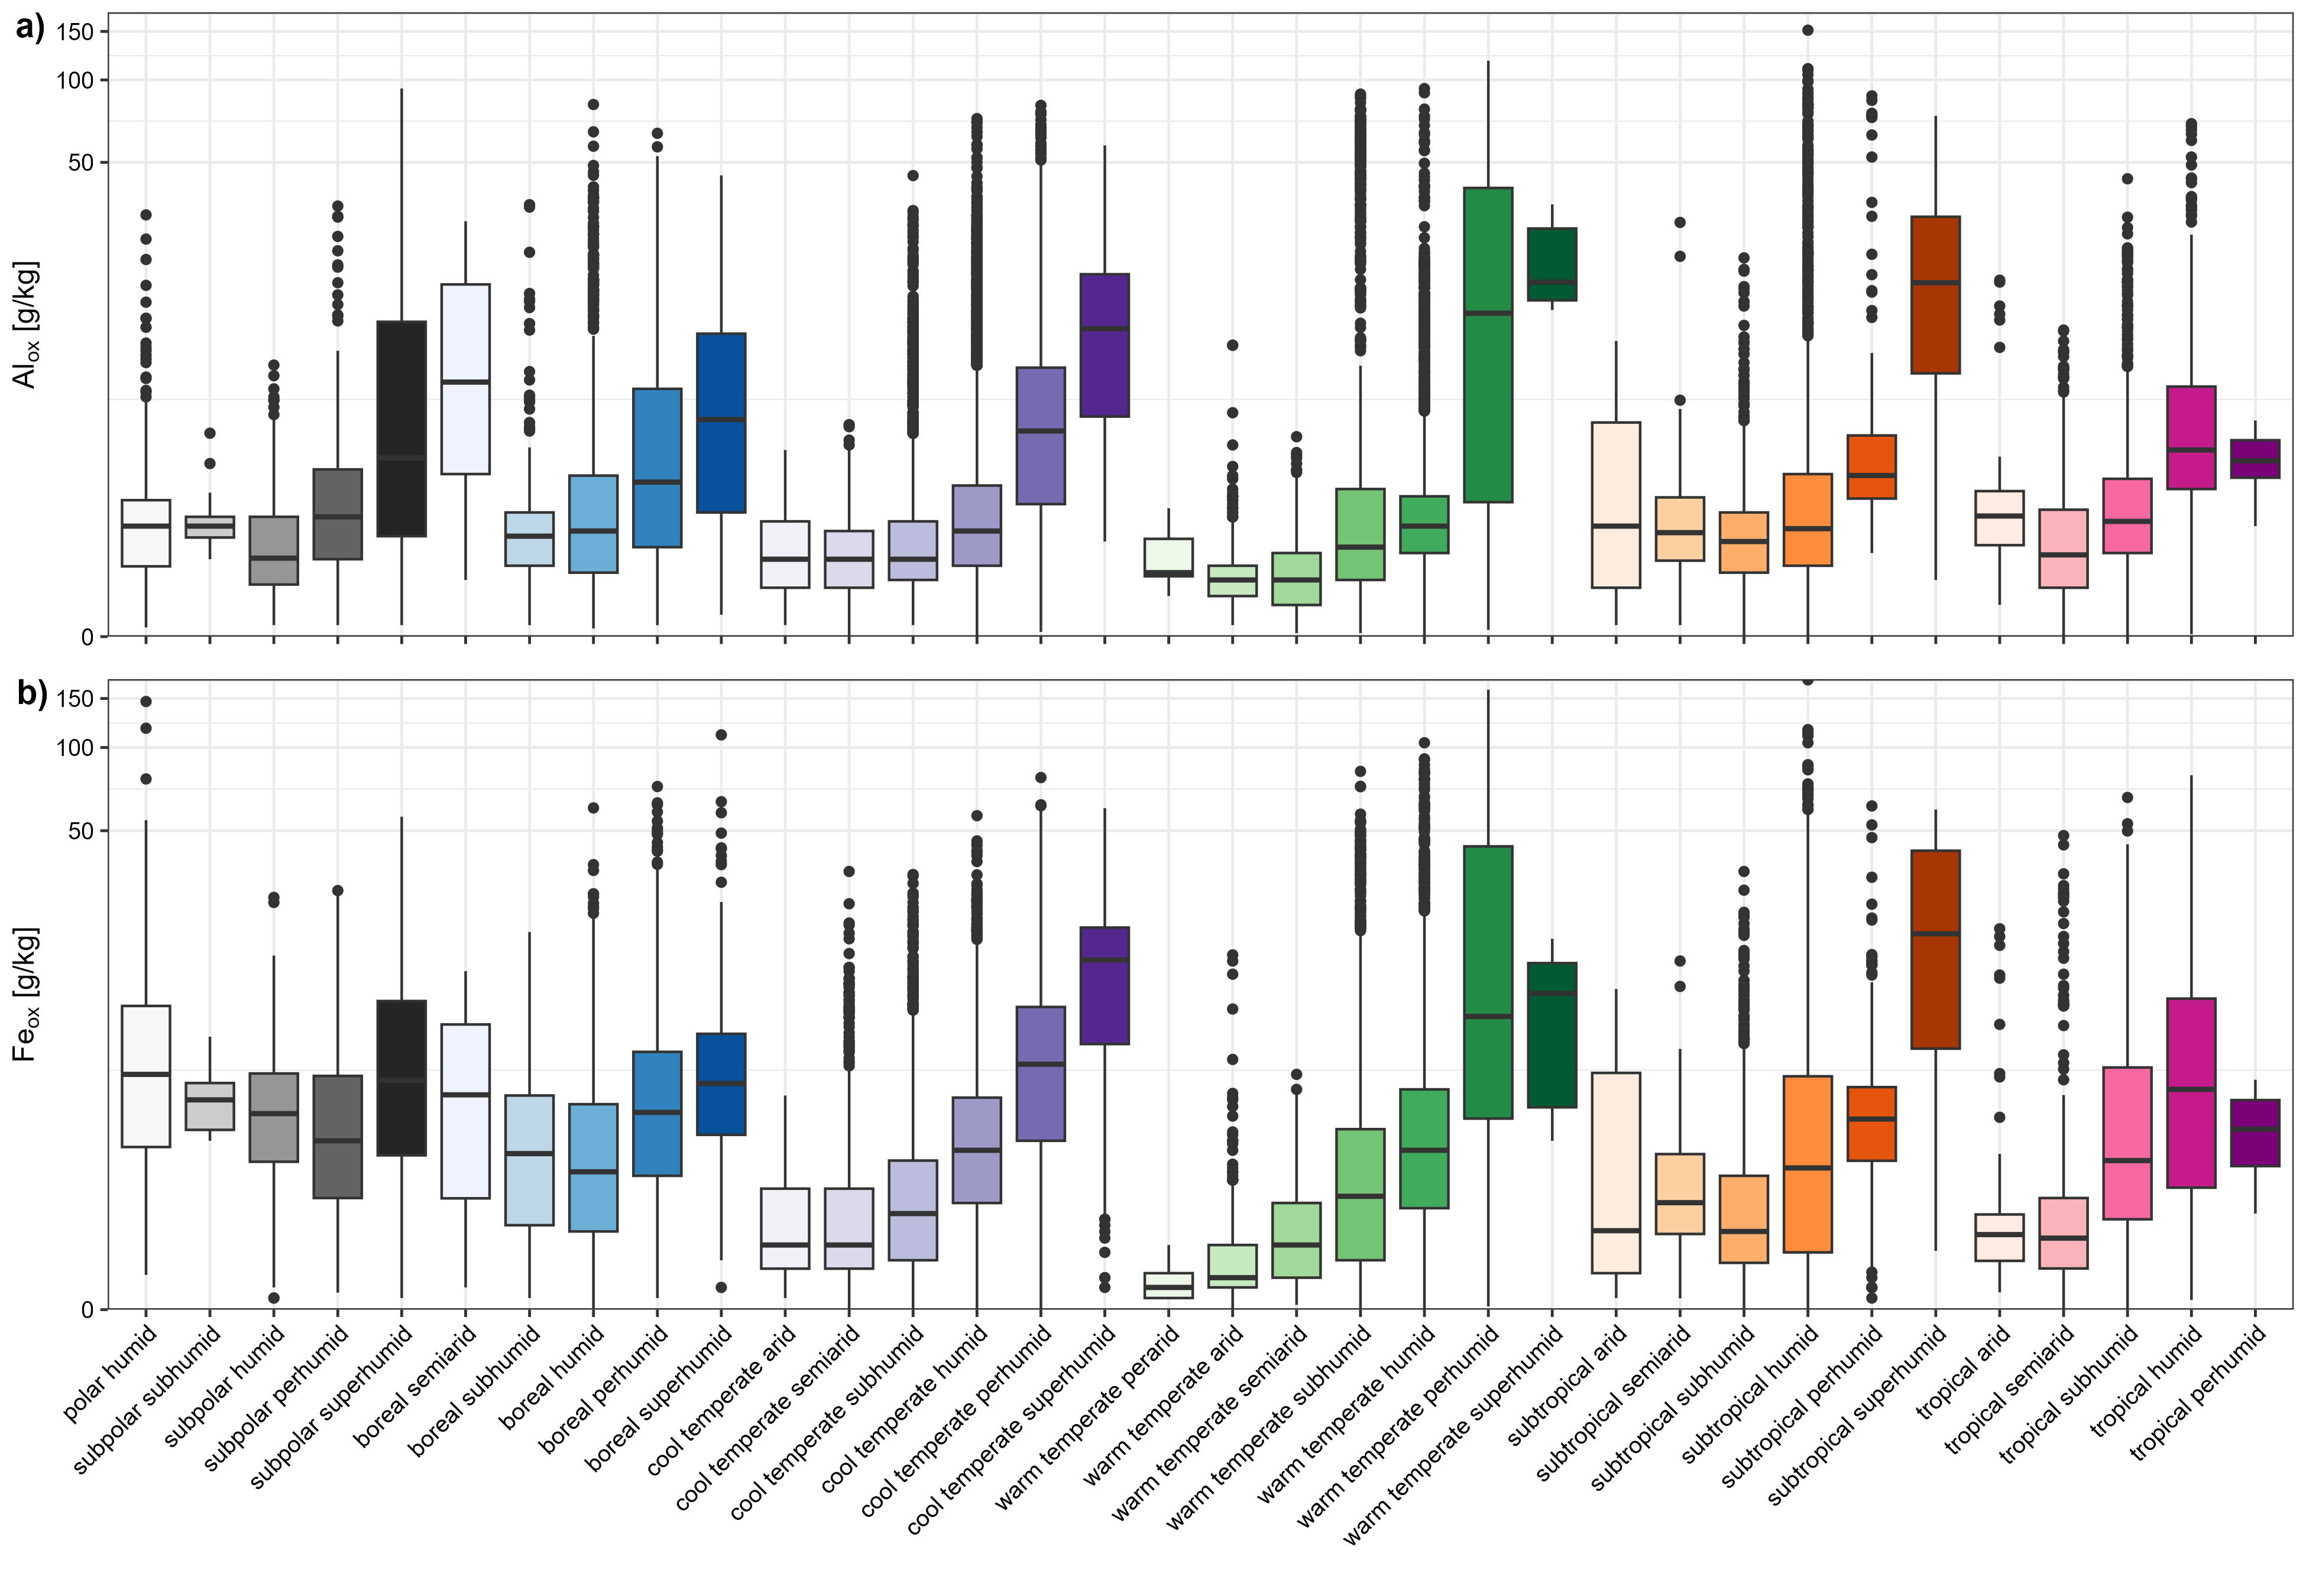 a)
150
100
50
0
Al_ox [g/kg]
b)
150
100
50
0
Fe_ox [g/kg]
polar humid
subpolar subhumid
subpolar humid
subpolar perhumid
subpolar superhumid
boreal semiarid
boreal subhumid
boreal humid
boreal perhumid
boreal superhumid
cool temperate arid
cool temperate semiarid
cool temperate subhumid
cool temperate humid
cool temperate perhumid
cool temperate superhumid
warm temperate perarid
warm temperate arid
warm temperate semiarid
warm temperate subhumid
warm temperate humid
warm temperate perhumid
warm temperate superhumid
subtropical arid
subtropical semiarid
subtropical subhumid
subtropical humid
subtropical perhumid
subtropical superhumid
tropical arid
tropical semiarid
tropical subhumid
tropical humid
tropical perhumid